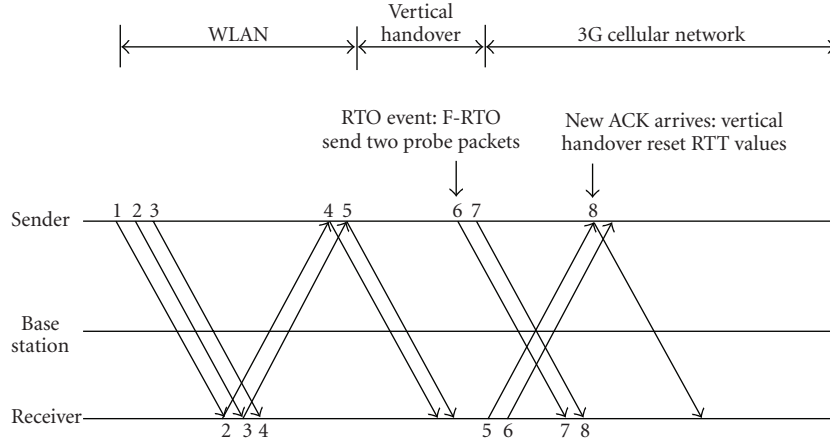 Vertical
WLAN
handover
3G cellular network
RTO event: F-RTO
send two probe packets
New ACK arrives: vertical
handover reset RTT values
1 2 3 4 5 6 7 8
Sender
Base
station
Receiver
2 3 4 5 6 7 8